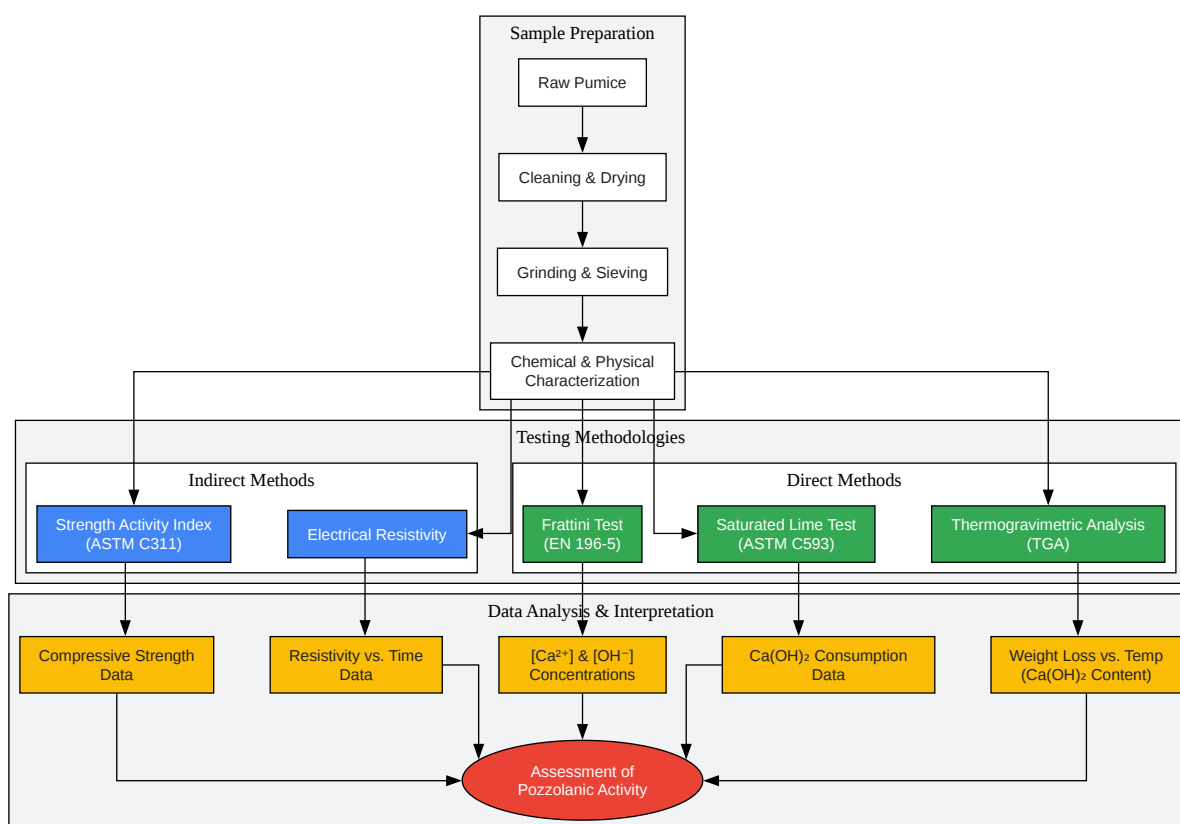 Sample Preparation
Raw Pumice
Cleaning & Drying
Grinding & Sieving
Chemical & Physical
Characterization
Testing Methodologies
Indirect Methods
Direct Methods
Strength Activity Index
(ASTM C311)
Electrical Resistivity
Frattini Test
(EN 196-5)
Saturated Lime Test
(ASTM C593)
Thermogravimetric Analysis
(TGA)
Data Analysis & Interpretation
Compressive Strength
Data
Resistivity vs. Time
Data
[Ca²⁺] & [OH⁻]
Concentrations
Ca(OH)₂ Consumption
Data
Weight Loss vs. Temp
(Ca(OH)₂ Content)
Assessment of
Pozzolanic Activity